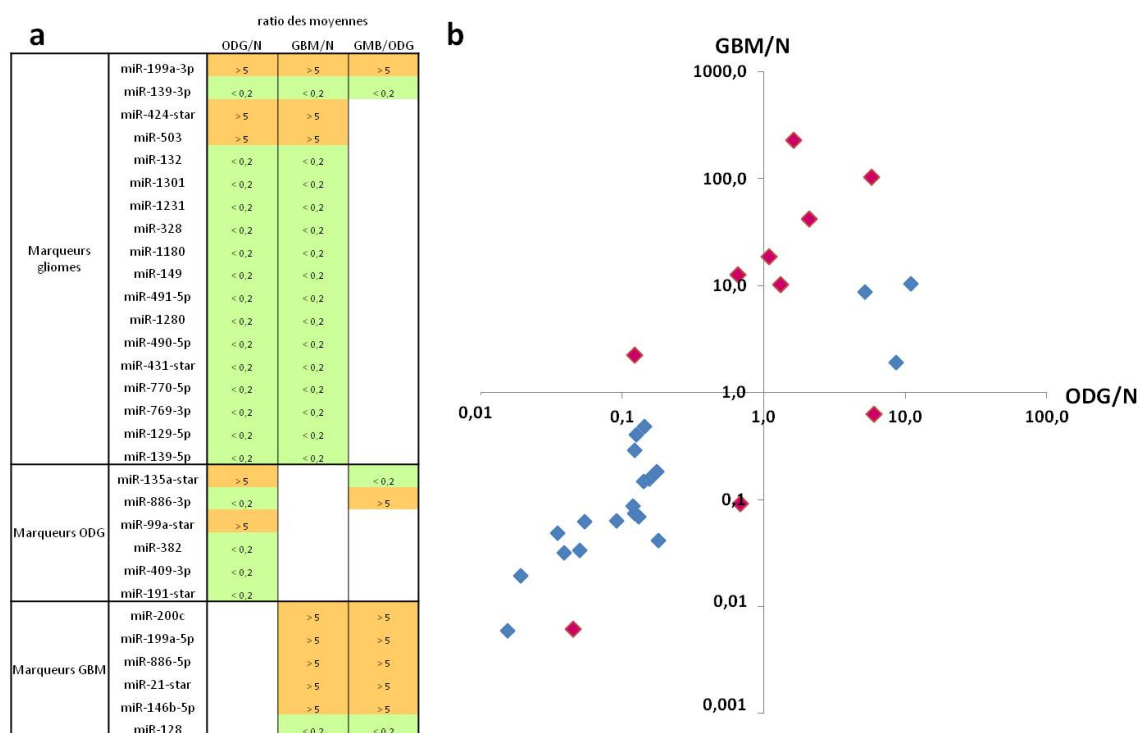 a
ratio des moyennes
ODG/N GBM/N GMB/ODG
Marqueurs gliomes
miR-199a-3p > 5 > 5 > 5
miR-139-3p < 0,2 < 0,2 < 0,2
miR-424-star > 5 > 5
miR-503 > 5 > 5
miR-132 < 0,2 < 0,2
miR-1301 < 0,2 < 0,2
miR-1231 < 0,2 < 0,2
miR-328 < 0,2 < 0,2
miR-1180 < 0,2 < 0,2
miR-149 < 0,2 < 0,2
miR-491-5p < 0,2 < 0,2
miR-1280 < 0,2 < 0,2
miR-490-5p < 0,2 < 0,2
miR-431-star < 0,2 < 0,2
miR-770-5p < 0,2 < 0,2
miR-769-3p < 0,2 < 0,2
miR-129-5p < 0,2 < 0,2
miR-139-5p < 0,2 < 0,2
Marqueurs ODG
miR-135a-star > 5 < 0,2
miR-886-3p < 0,2 > 5
miR-99a-star > 5
miR-382 < 0,2
miR-409-3p < 0,2
miR-191-star < 0,2
Marqueurs GBM
miR-200c > 5 > 5
miR-199a-5p > 5 > 5
miR-886-5p > 5 > 5
miR-21-star > 5 > 5
miR-146b-5p > 5 > 5
miR-128 < 0,2 < 0,2
b
GBM/N
1000,0
100,0
10,0
1,0
ODG/N
0,01 0,1 1,0 10,0 100,0
0,1
0,01
0,001